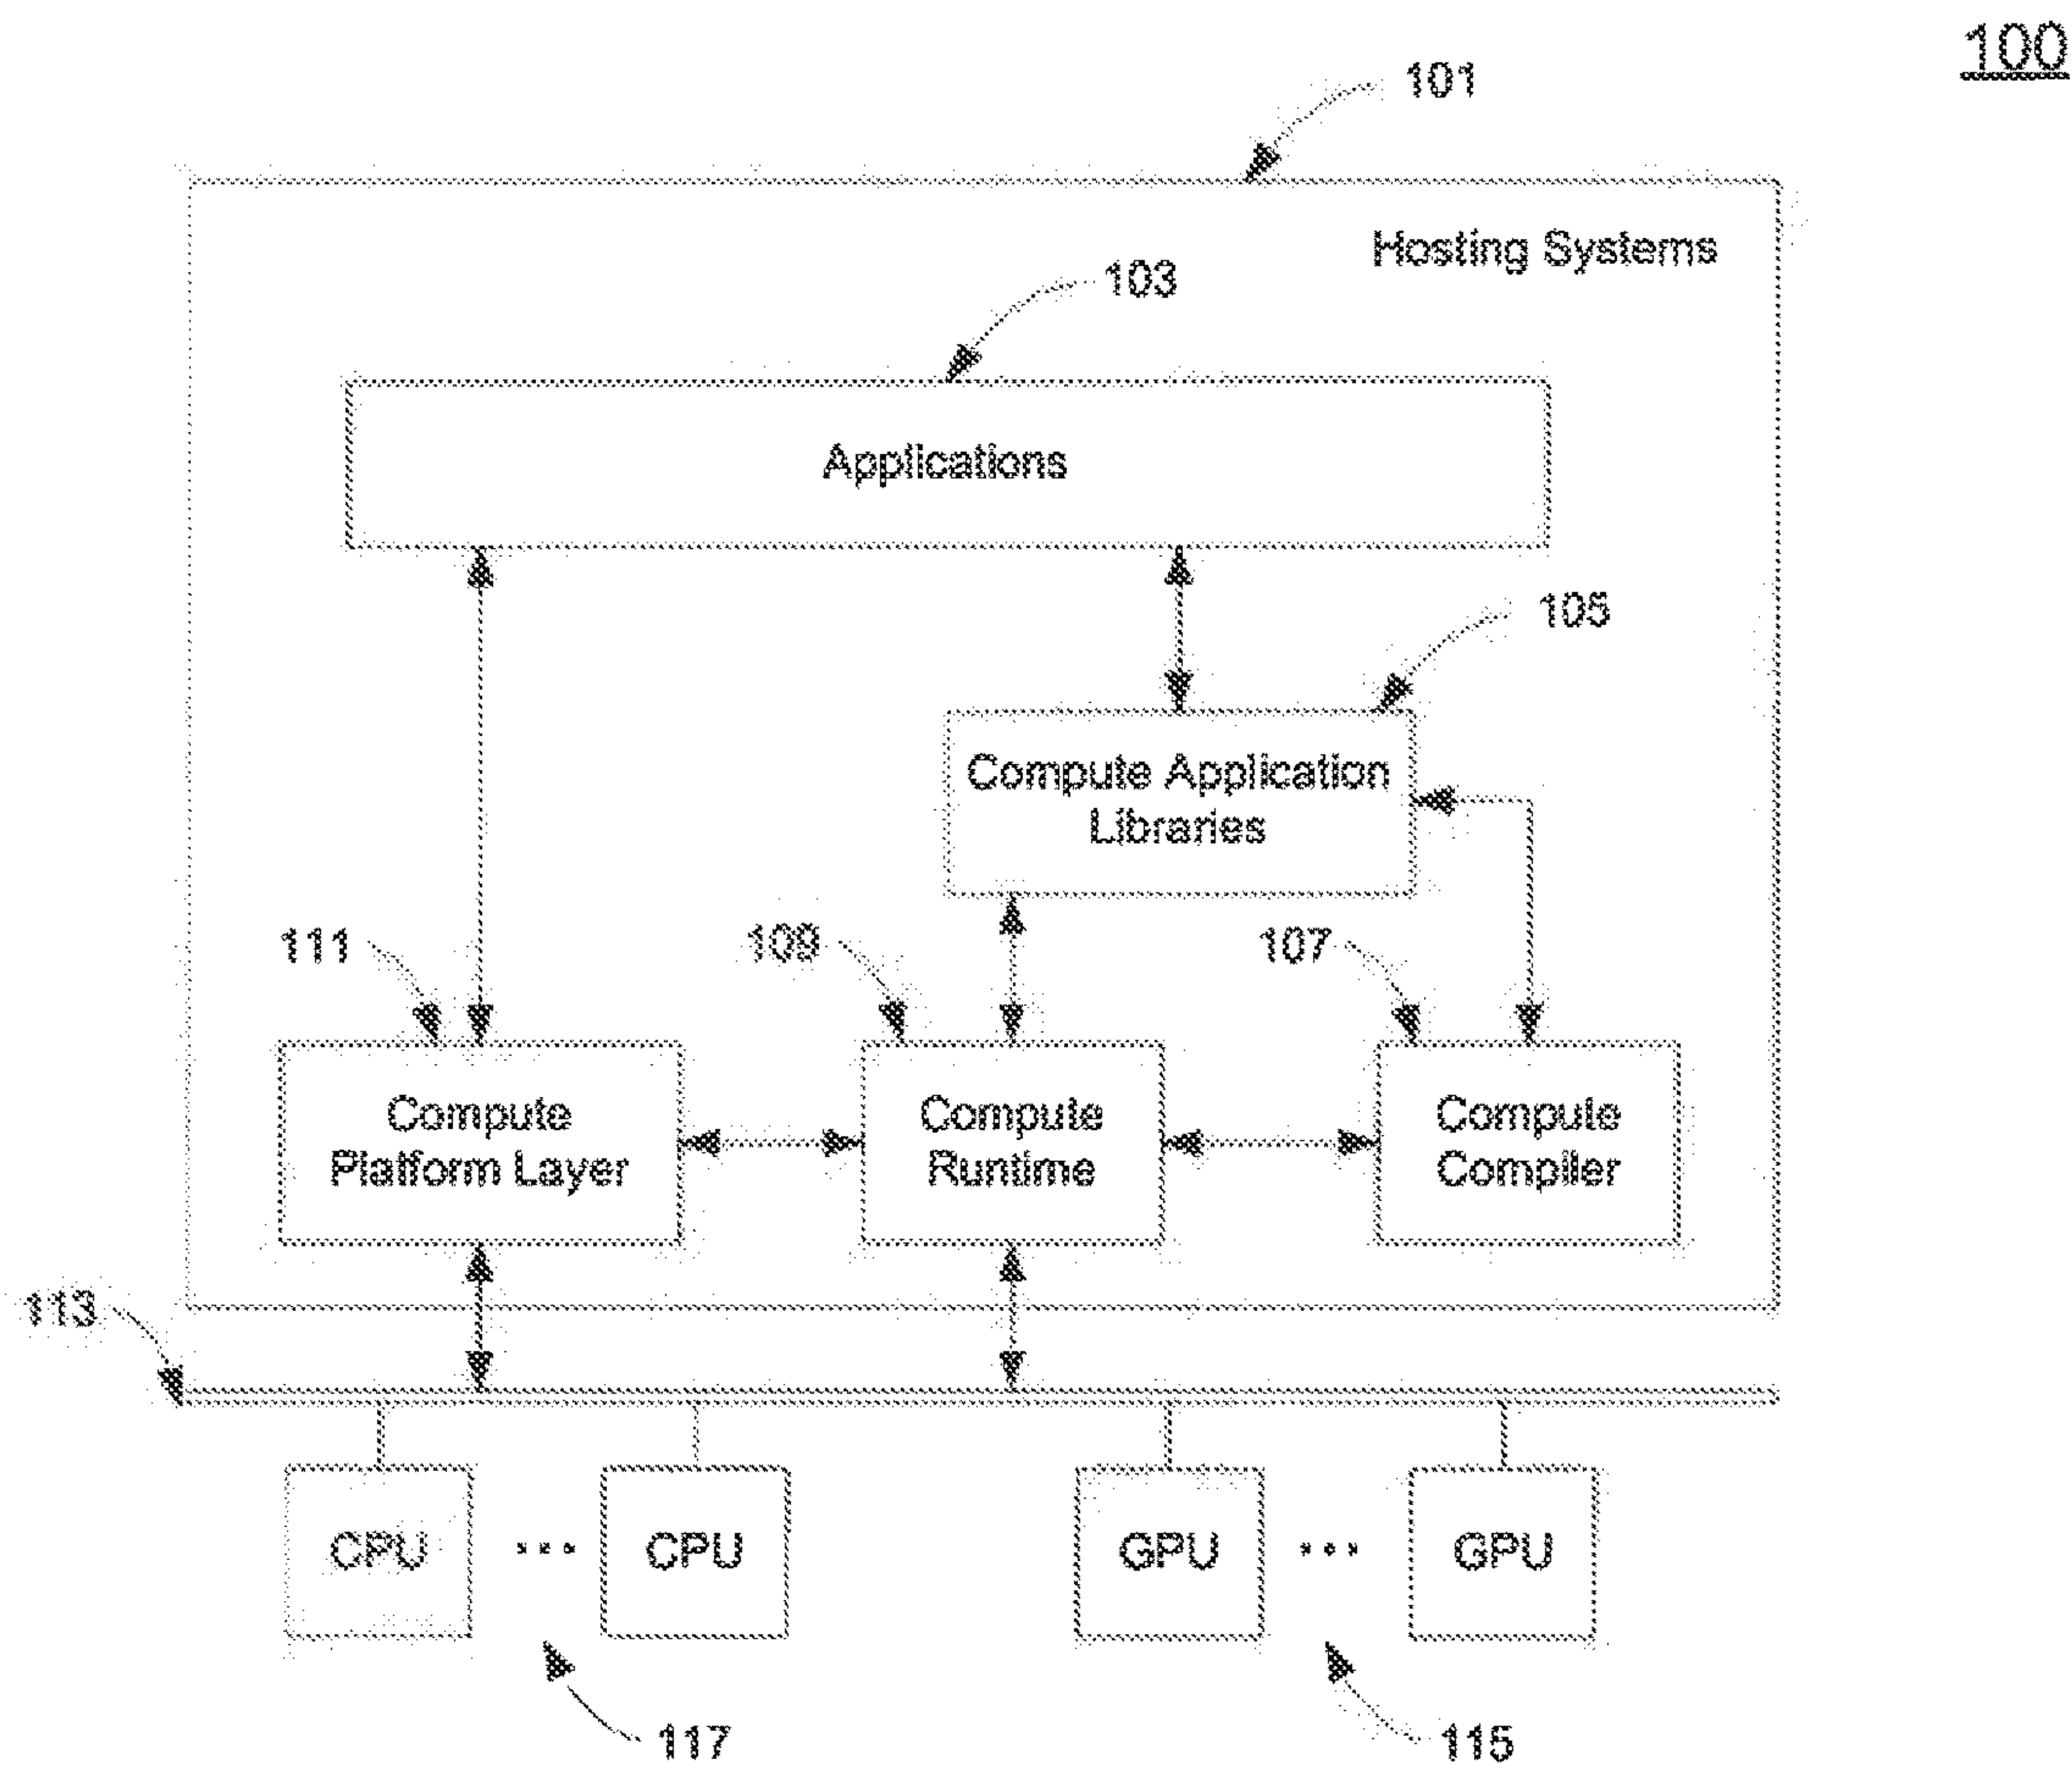 100
101
Hosting Systems
103
Applications
105
Compute Application
Libraries
111
109
107
Compute
Platform Layer
Compute
Runtime
Compute
Compiler
113
CPU
...
CPU
GPU
...
GPU
117
115